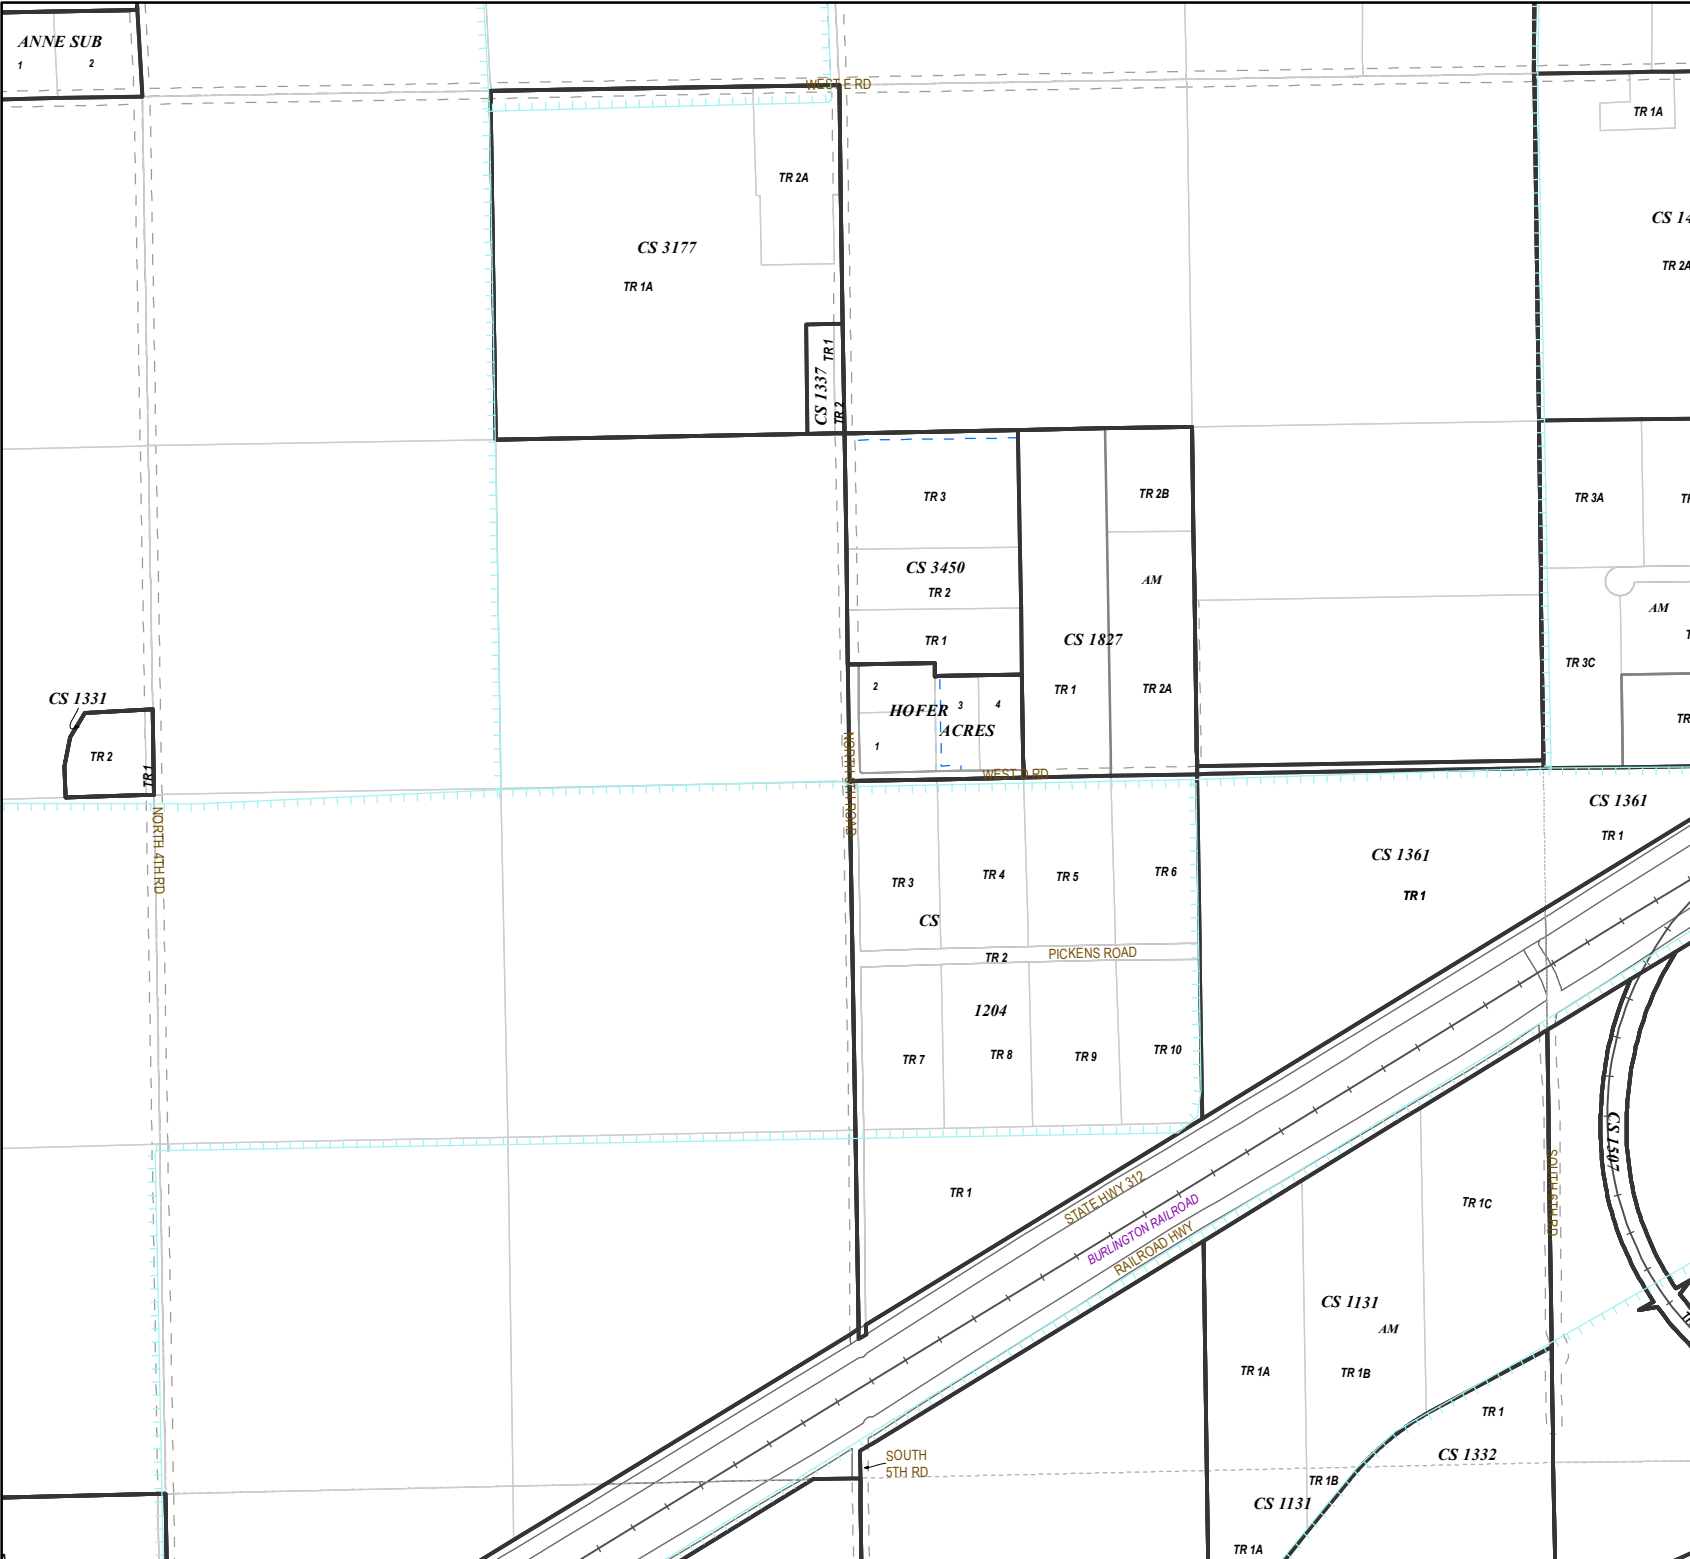 ANNE SUB
1
2
WEST E RD
TR 1A
TR 2A
CS 3177
TR 1A
TR 2A
TR 1
CS 1337
TR 2
TR 3
TR 2B
TR 3A
CS 3450
TR 2
AM
AM
TR 1
CS 1827
TR 3C
CS 1331
2
TR 1
TR 2A
HOFER
3
4
ACRES
1
TR 2
TR 1
WEST D RD
NORTH 4TH RD
CS 1361
TR 1
CS 1361
TR 1
TR 3
TR 4
TR 5
TR 6
CS
PICKENS ROAD
TR 2
1204
TR 7
TR 8
TR 9
TR 10
CS 1507
SOUTH 6TH RD
TR 1
STATE HWY 312
BURLINGTON RAILROAD
RAILROAD HWY
TR 1C
CS 1131
AM
TR 1A
TR 1B
TR 1
CS 1332
SOUTH
5TH RD
TR 1B
CS 1131
TR 1A